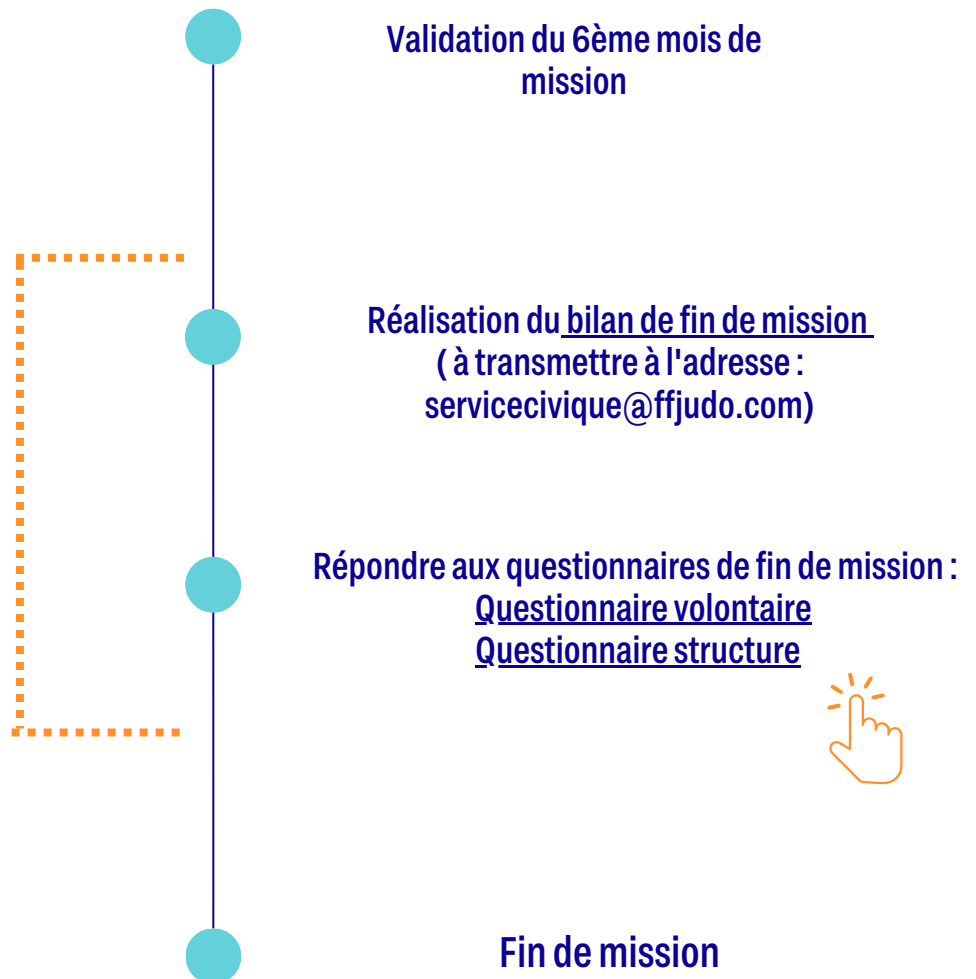 Validation du 6ème mois de
mission
Réalisation du bilan de fin de mission
( à transmettre à l'adresse :
servicecivique@ffjudo.com)
Répondre aux questionnaires de fin de mission :
Questionnaire volontaire
Questionnaire structure
Fin de mission